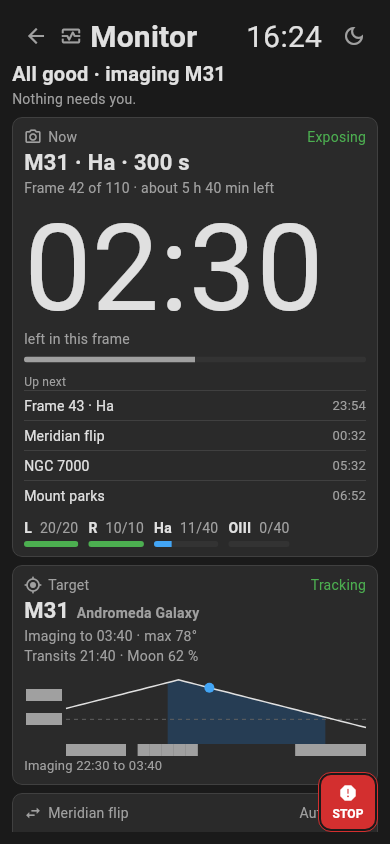 Monitor
16:24
All good · imaging M31
Nothing needs you.
Now
Exposing
M31 · Ha · 300 s
Frame 42 of 110 · about 5 h 40 min left
02:30
left in this frame
Up next
Frame 43 · Ha 23:54
Meridian flip 00:32
NGC 7000 05:32
Mount parks 06:52
L 20/20 R 10/10 Ha 11/40 OIII 0/40
Target
Tracking
M31 Andromeda Galaxy
Imaging to 03:40 · max 78°
Transits 21:40 · Moon 62 %
Imaging 22:30 to 03:40
Meridian flip
STOP